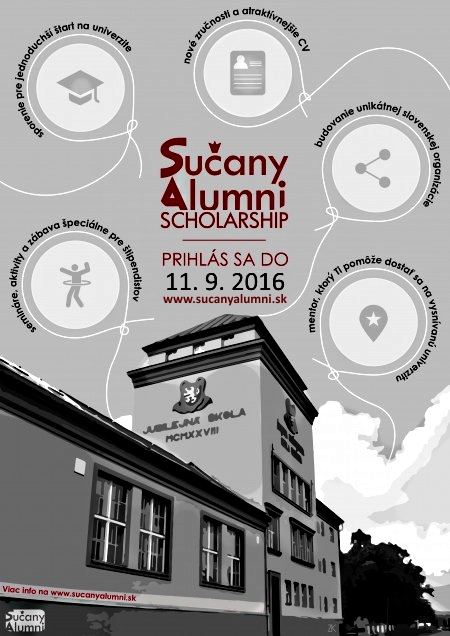 sporenie pre jednoduchší štart na univerzite
nové zručnosti a atraktívnejšie CV
budovanie unikátnej slovenskej organizácie
Sučany
Alumni
SCHOLARSHIP
PRIHLÁS SA DO
11. 9. 2016
www.sucanyalumni.sk
semináre, aktivity a zábava špeciálne pre štipendistov
mentor, ktorý Ti pomôže dostať sa na vysnívanú univerzitu
JUBILEJNÁ ŠKOLA
MCMXXVIII
Viac info na www.sucanyalumni.sk
Sučany
Alumni
ZK